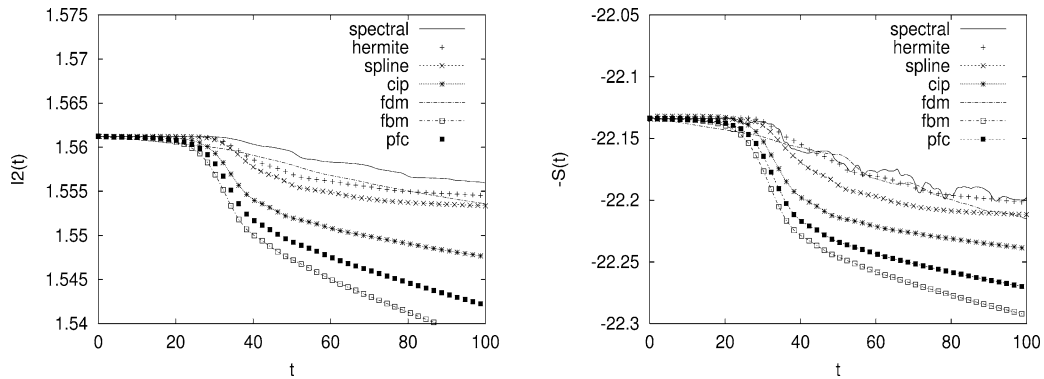 1.575
1.57
1.565
1.56
1.555
1.55
1.545
1.54
I2(t)
0 20 40 60 80 100
t
spectral
hermite
spline
cip
fdm
fbm
pfc
-22.05
-22.1
-22.15
-22.2
-22.25
-22.3
-S(t)
0 20 40 60 80 100
t
spectral
hermite
spline
cip
fdm
fbm
pfc